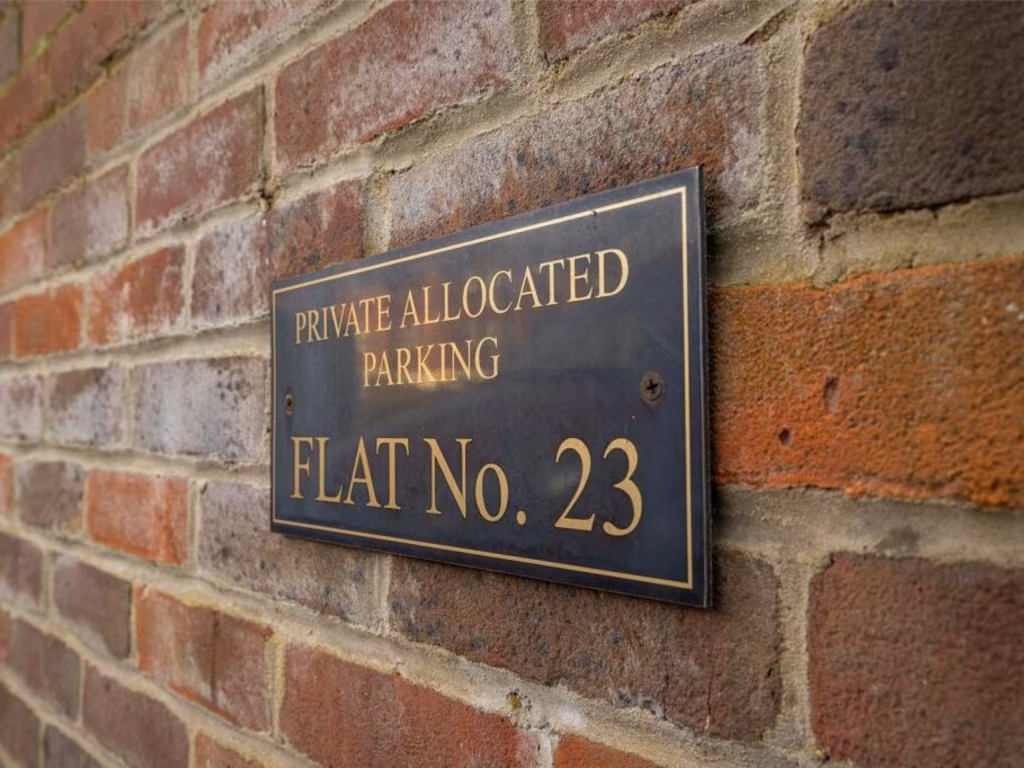 PRIVATE ALLOCATED
PARKING
FLAT No. 23